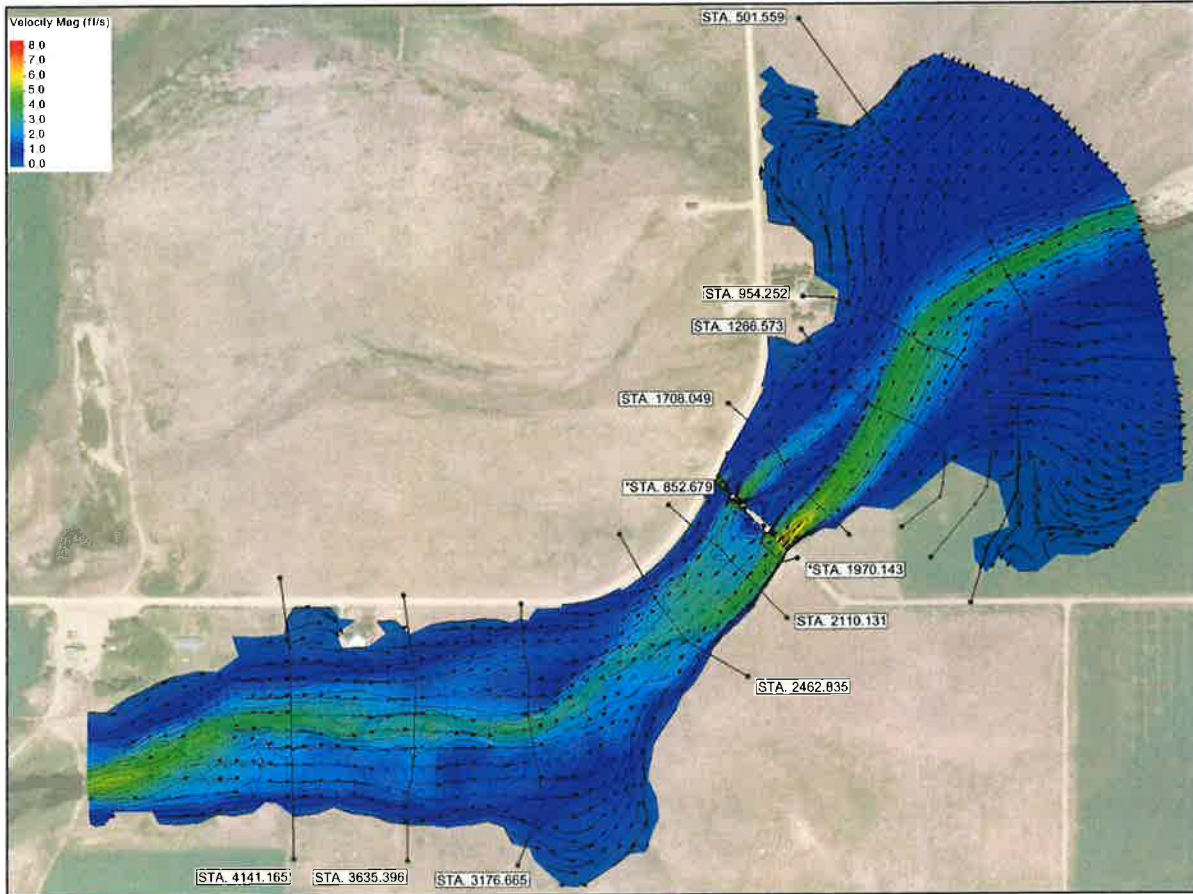 Velocity Mag (ft/s)
8.0
7.0
6.0
5.0
4.0
3.0
2.0
1.0
0.0
STA. 501.559
STA. 954.252
STA. 1266.573
STA. 1708.049
*STA. 852.679
*STA. 1970.143
STA. 2110.131
STA. 2462.835
STA. 4141.165
STA. 3635.396
STA. 3176.665